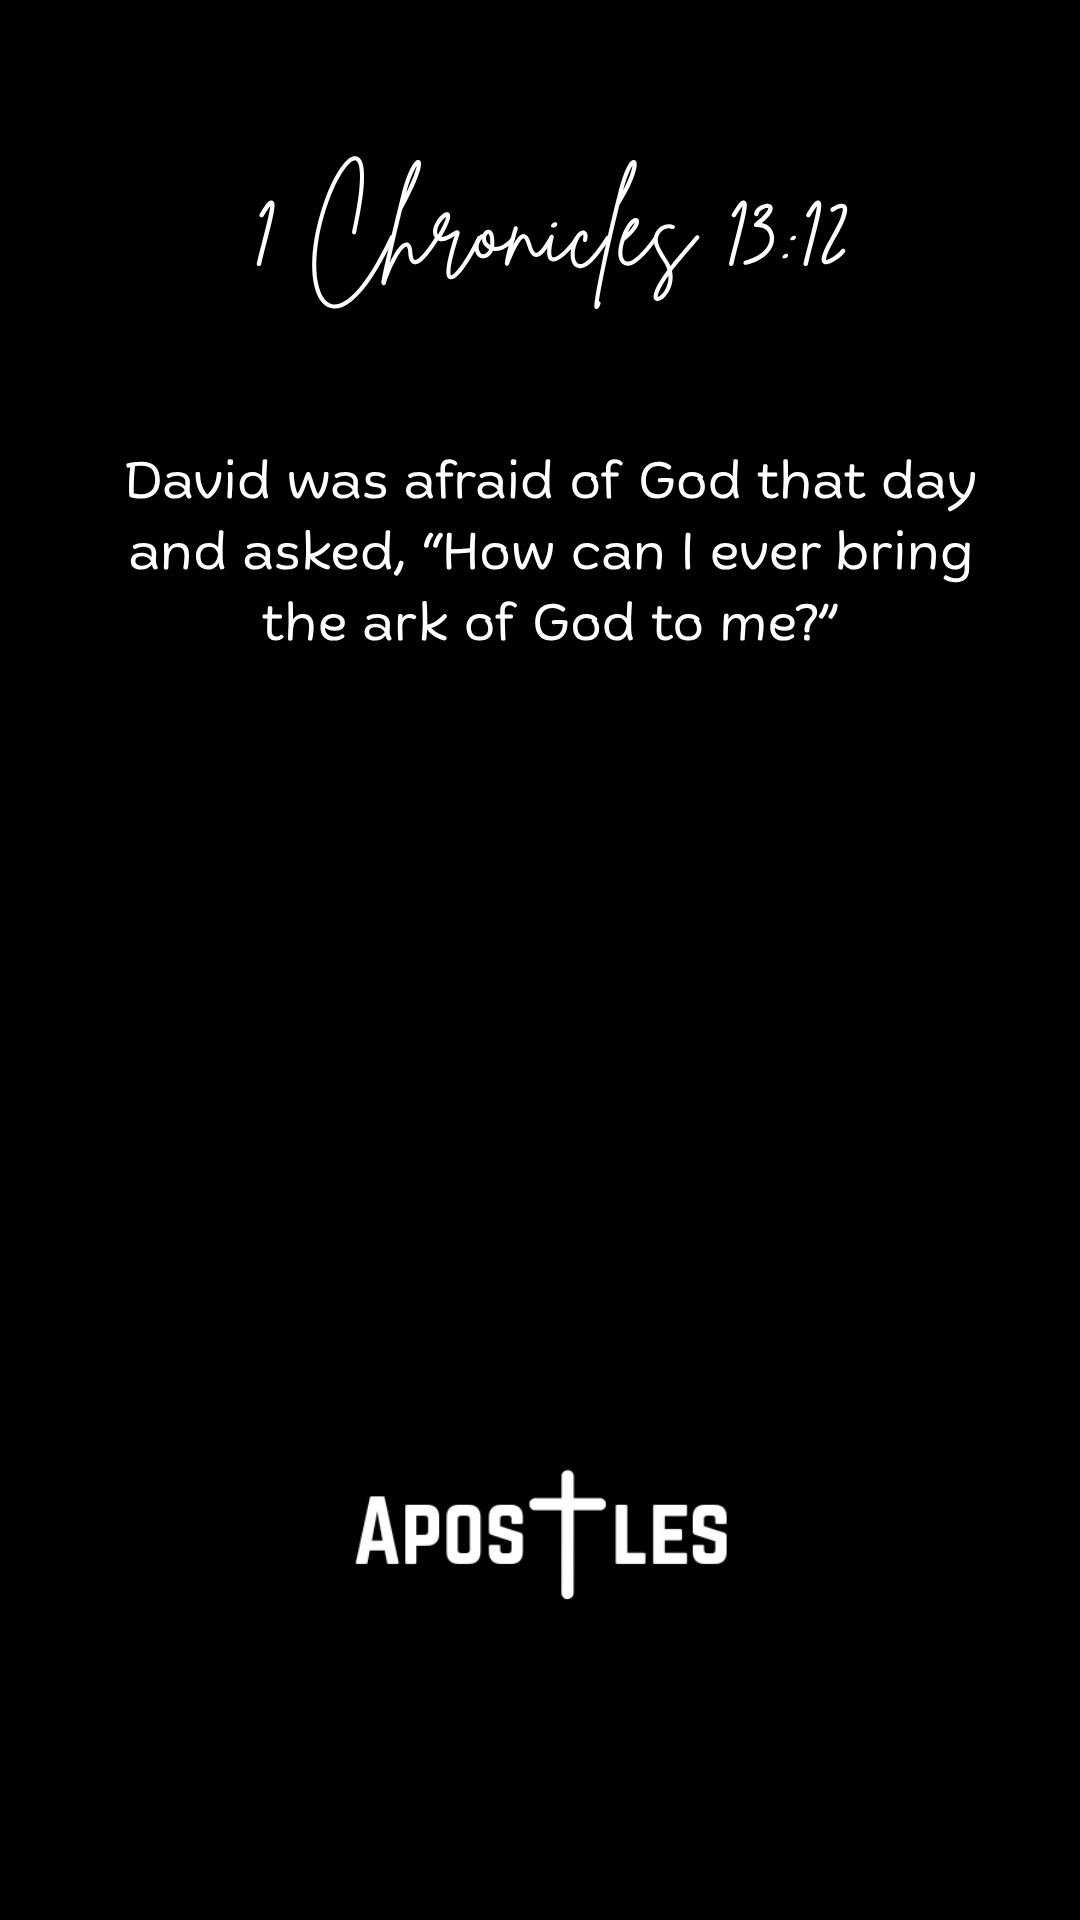 1 Chronicles 13:12
David was afraid of God that day
and asked, “How can I ever bring
the ark of God to me?”
APOSTLES